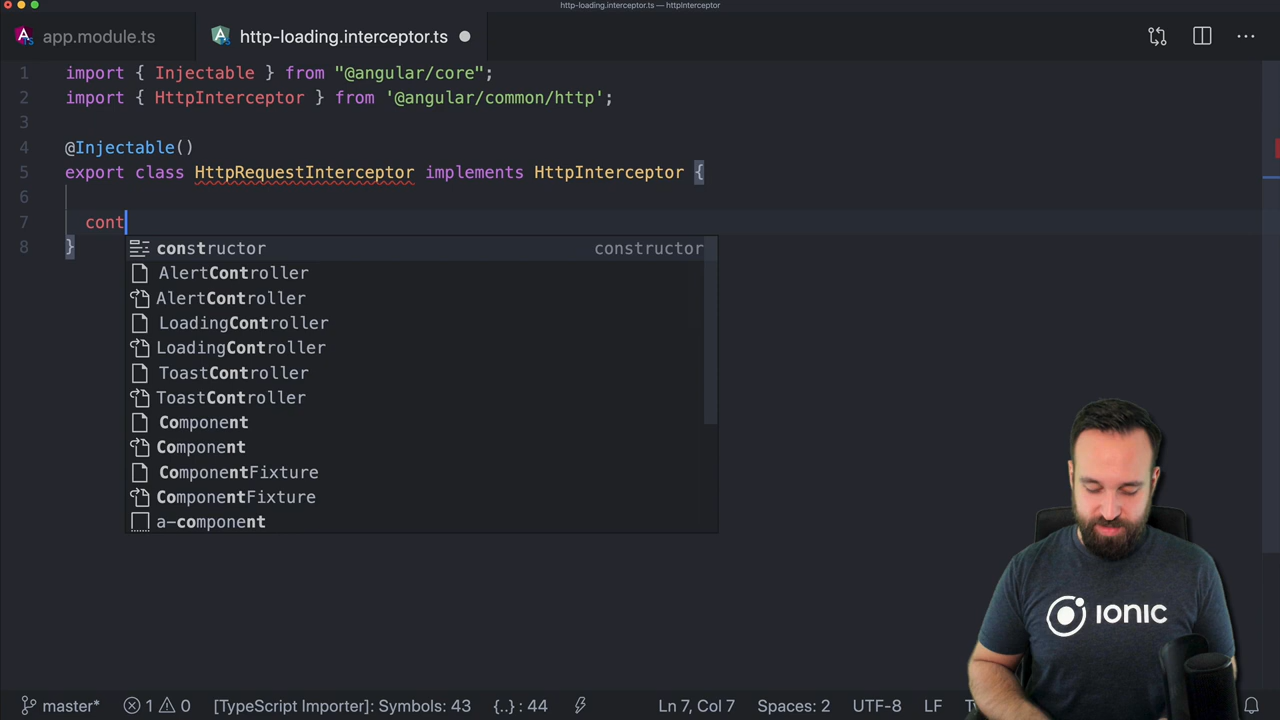 http-loading.interceptor.ts — httpInterceptor
app.module.ts
http-loading.interceptor.ts
1 import { Injectable } from "@angular/core";
2 import { HttpInterceptor } from '@angular/common/http';
3
4 @Injectable()
5 export class HttpRequestInterceptor implements HttpInterceptor {
6
7 cont
8 }
constructor constructor
AlertController
AlertController
LoadingController
LoadingController
ToastController
ToastController
Component
Component
ComponentFixture
ComponentFixture
a-component
IONIC
master* 1 0 [TypeScript Importer]: Symbols: 43 {..} : 44 Ln 7, Col 7 Spaces: 2 UTF-8 LF